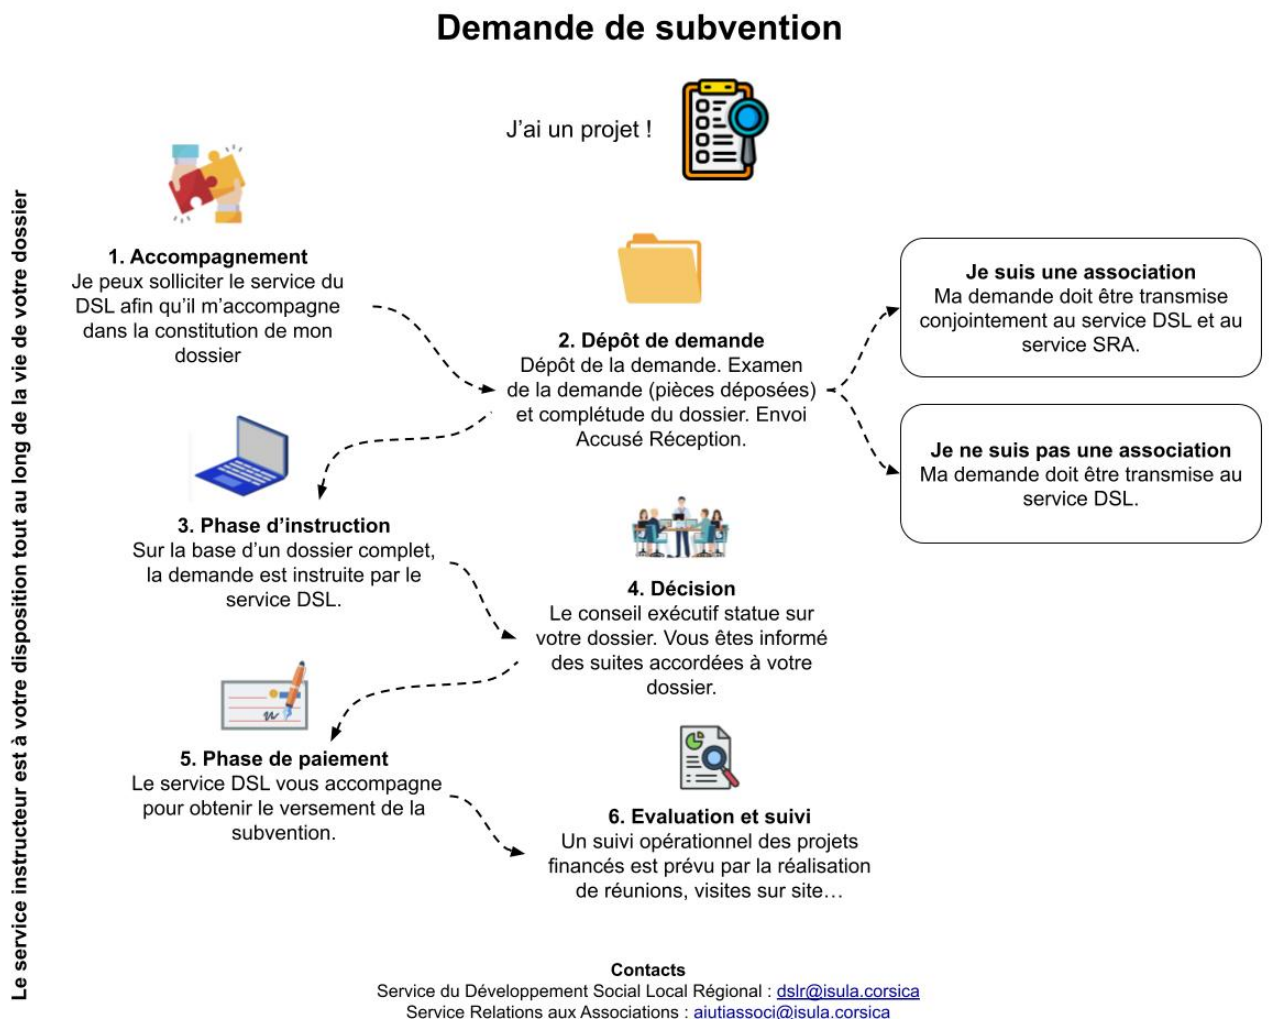 Demande de subvention
J'ai un projet !
Le service instructeur est à votre disposition tout au long de la vie de votre dossier
1. Accompagnement
Je peux solliciter le service du
DSL afin qu'il m'accompagne
dans la constitution de mon
dossier
2. Dépôt de demande
Dépôt de la demande. Examen
de la demande (pièces déposées)
et complétude du dossier. Envoi
Accusé Réception.
Je suis une association
Ma demande doit être transmise
conjointement au service DSL et au
service SRA.
Je ne suis pas une association
Ma demande doit être transmise au
service DSL.
3. Phase d'instruction
Sur la base d'un dossier complet,
la demande est instruite par le
service DSL.
4. Décision
Le conseil exécutif statue sur
votre dossier. Vous êtes informé
des suites accordées à votre
dossier.
5. Phase de paiement
Le service DSL vous accompagne
pour obtenir le versement de la
subvention.
6. Evaluation et suivi
Un suivi opérationnel des projets
financés est prévu par la réalisation
de réunions, visites sur site…
Contacts
Service du Développement Social Local Régional : dslr@isula.corsica
Service Relations aux Associations : aiutiassoci@isula.corsica